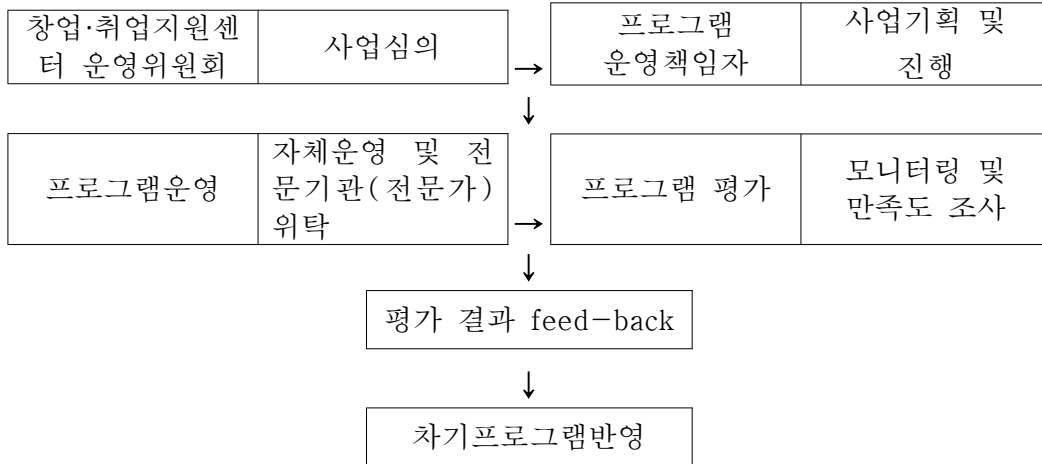 창업·취업지원센
터 운영위원회
사업심의
→
프로그램
운영책임자
사업기획 및
진행
↓
프로그램운영
자체운영 및 전
문기관(전문가)
위탁
→
프로그램 평가
모니터링 및
만족도 조사
↓
평가 결과 feed-back
↓
차기프로그램반영